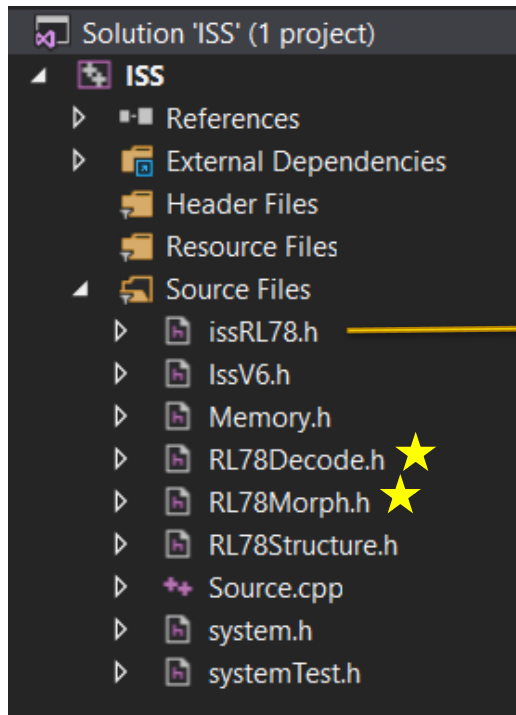 Solution 'ISS' (1 project)
ISS
References
External Dependencies
Header Files
Resource Files
Source Files
issRL78.h
IssV6.h
Memory.h
RL78Decode.h
RL78Morph.h
RL78Structure.h
Source.cpp
system.h
systemTest.h